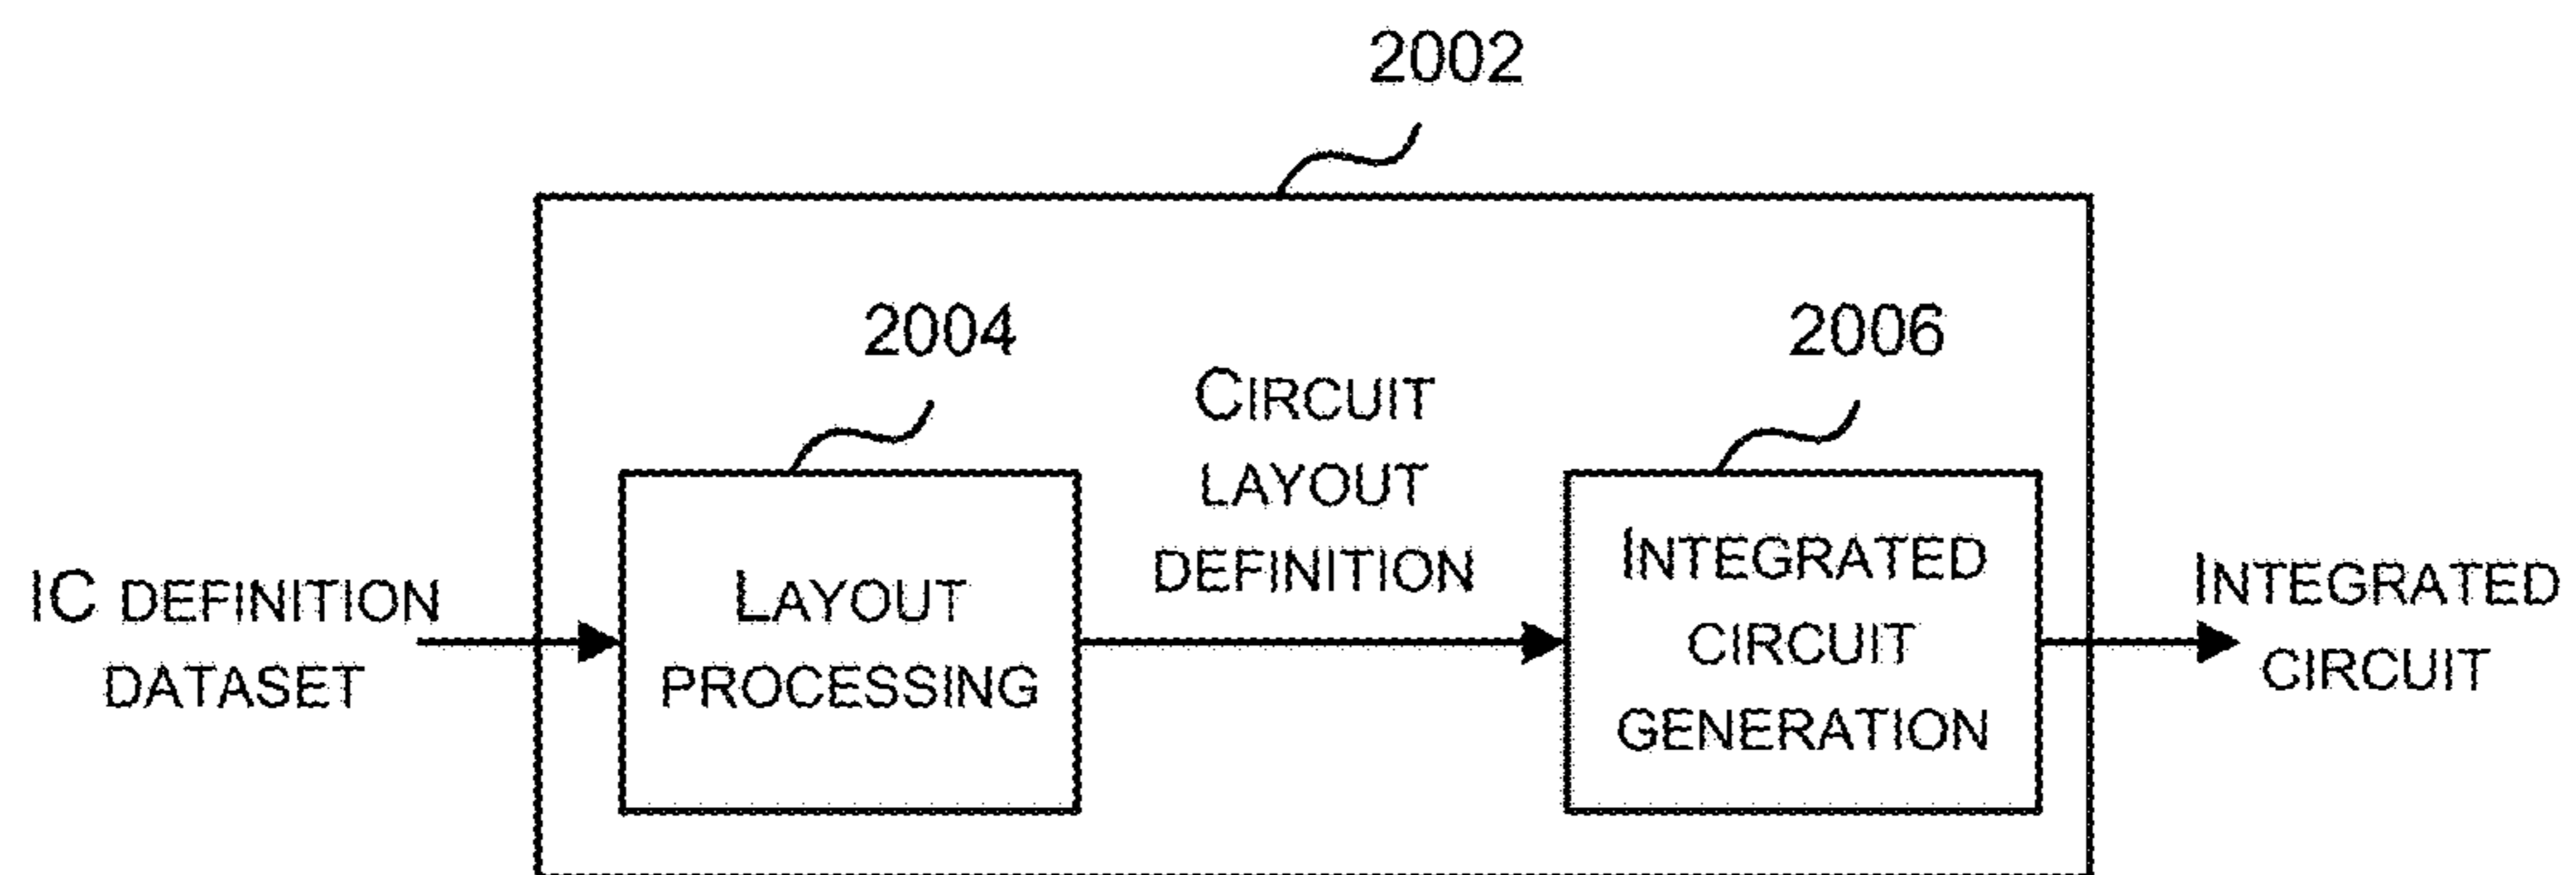 2002
2004
2006
CIRCUIT
LAYOUT
DEFINITION
IC DEFINITION
DATASET
LAYOUT
PROCESSING
INTEGRATED
CIRCUIT
GENERATION
INTEGRATED
CIRCUIT